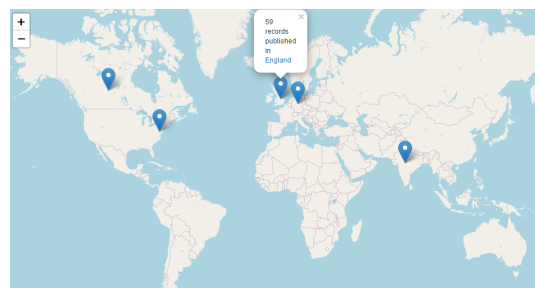 +
−
×
59
records
published
in
England